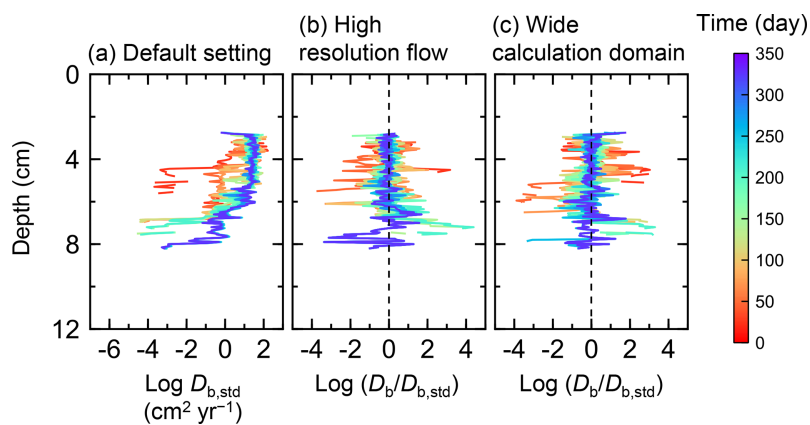 (a) Default setting
(b) High
resolution flow
(c) Wide
calculation domain
Time (day)
Depth (cm)
0
4
8
12
−6 −4 −2 0 2
−4 −2 0 2 4
−4 −2 0 2 4
Log Db,std
(cm² yr⁻¹)
Log (Db/Db,std)
Log (Db/Db,std)
350
300
250
200
150
100
50
0